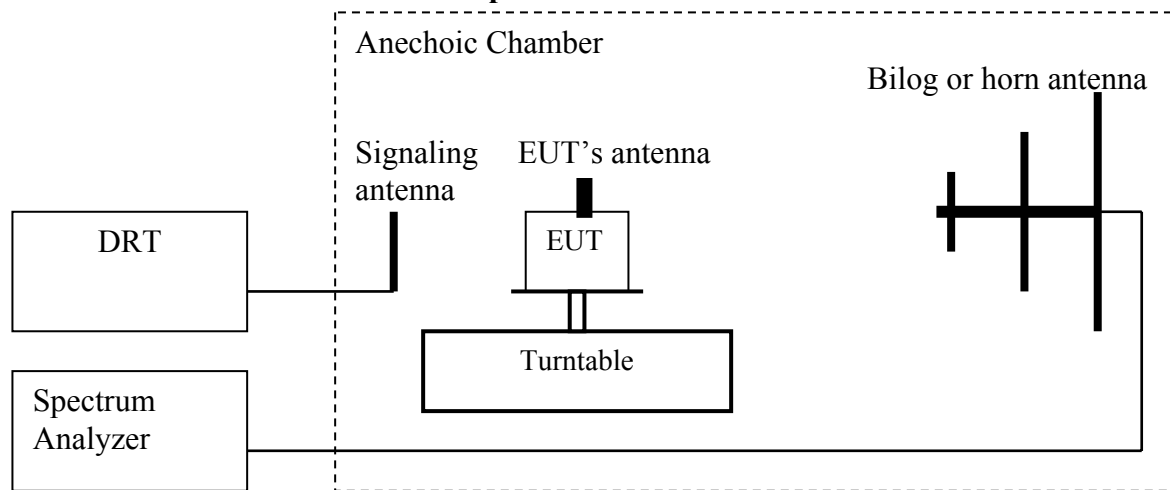 Anechoic Chamber
Bilog or horn antenna
Signaling
antenna
EUT’s antenna
DRT
EUT
Turntable
Spectrum
Analyzer